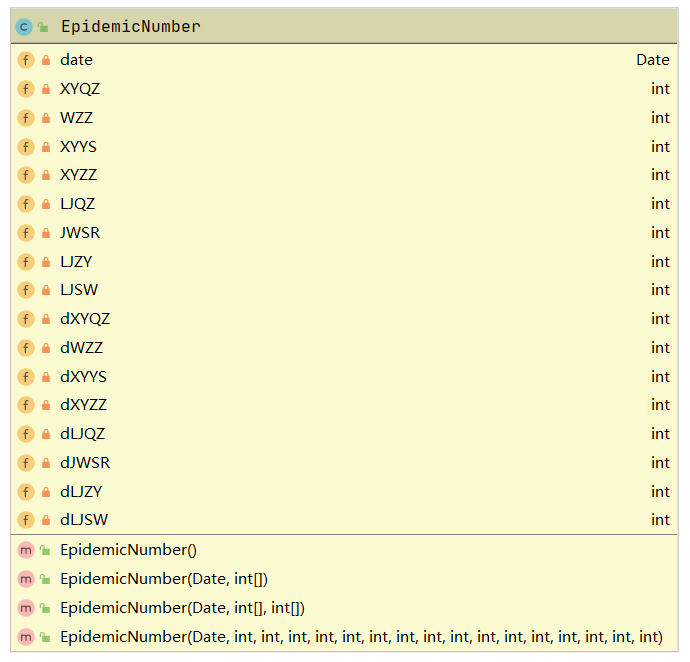 C EpidemicNumber
f date Date
f XYQZ int
f WZZ int
f XYYS int
f XYZZ int
f LJQZ int
f JWSR int
f LJZY int
f LJSW int
f dXYQZ int
f dWZZ int
f dXYYS int
f dXYZZ int
f dLJQZ int
f dJWSR int
f dLJZY int
f dLJSW int
m EpidemicNumber()
m EpidemicNumber(Date, int[])
m EpidemicNumber(Date, int[], int[])
m EpidemicNumber(Date, int, int, int, int, int, int, int, int, int, int, int, int, int, int, int, int)